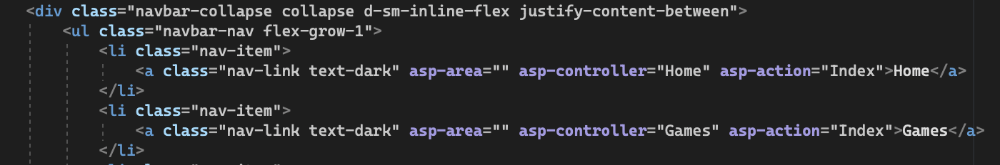 <div class="navbar-collapse collapse d-sm-inline-flex justify-content-between">
<ul class="navbar-nav flex-grow-1">
<li class="nav-item">
<a class="nav-link text-dark" asp-area="" asp-controller="Home" asp-action="Index">Home</a>
</li>
<li class="nav-item">
<a class="nav-link text-dark" asp-area="" asp-controller="Games" asp-action="Index">Games</a>
</li>